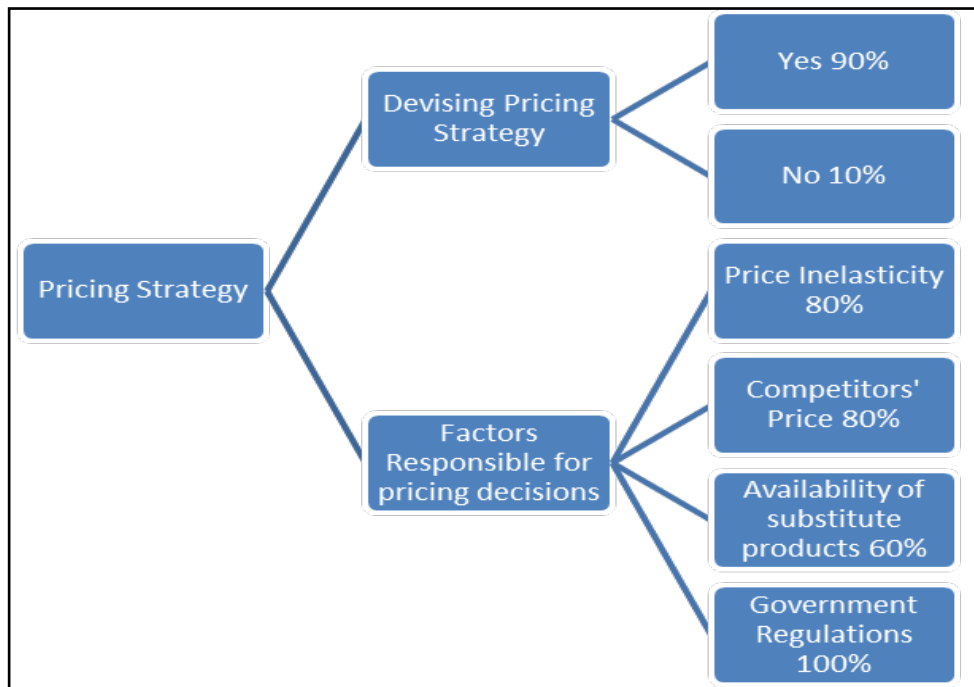 Pricing Strategy
Devising Pricing
Strategy
Yes 90%
No 10%
Factors
Responsible for
pricing decisions
Price Inelasticity
80%
Competitors'
Price 80%
Availability of
substitute
products 60%
Government
Regulations
100%